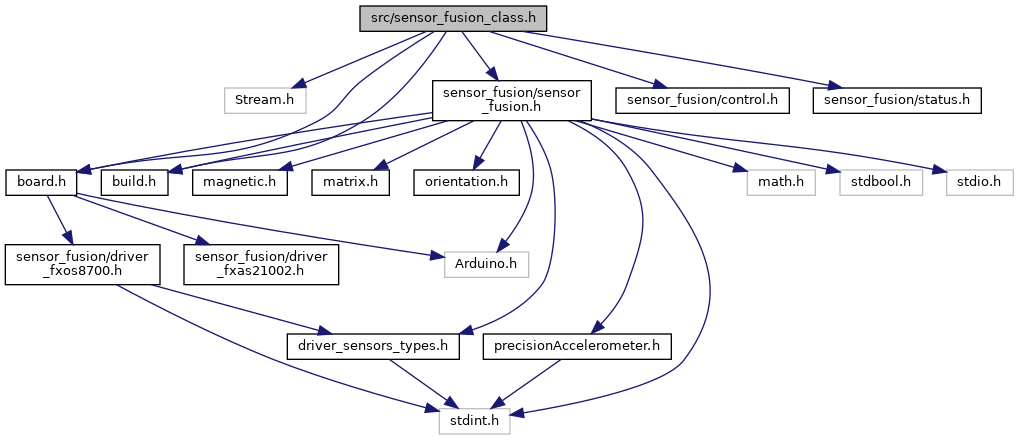 src/sensor_fusion_class.h
Stream.h
sensor_fusion/sensor
_fusion.h
sensor_fusion/control.h
sensor_fusion/status.h
board.h
build.h
magnetic.h
matrix.h
orientation.h
math.h
stdbool.h
stdio.h
sensor_fusion/driver
_fxos8700.h
sensor_fusion/driver
_fxas21002.h
Arduino.h
driver_sensors_types.h
precisionAccelerometer.h
stdint.h